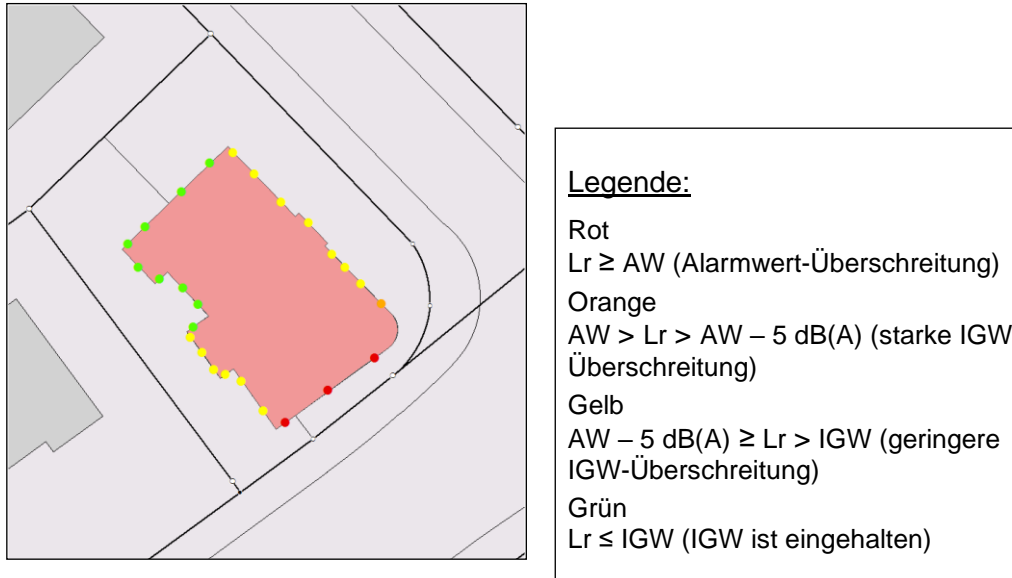 Legende:
Rot
Lr ≥ AW (Alarmwert-Überschreitung)
Orange
AW > Lr > AW – 5 dB(A) (starke IGW
Überschreitung)
Gelb
AW – 5 dB(A) ≥ Lr > IGW (geringere
IGW-Überschreitung)
Grün
Lr ≤ IGW (IGW ist eingehalten)